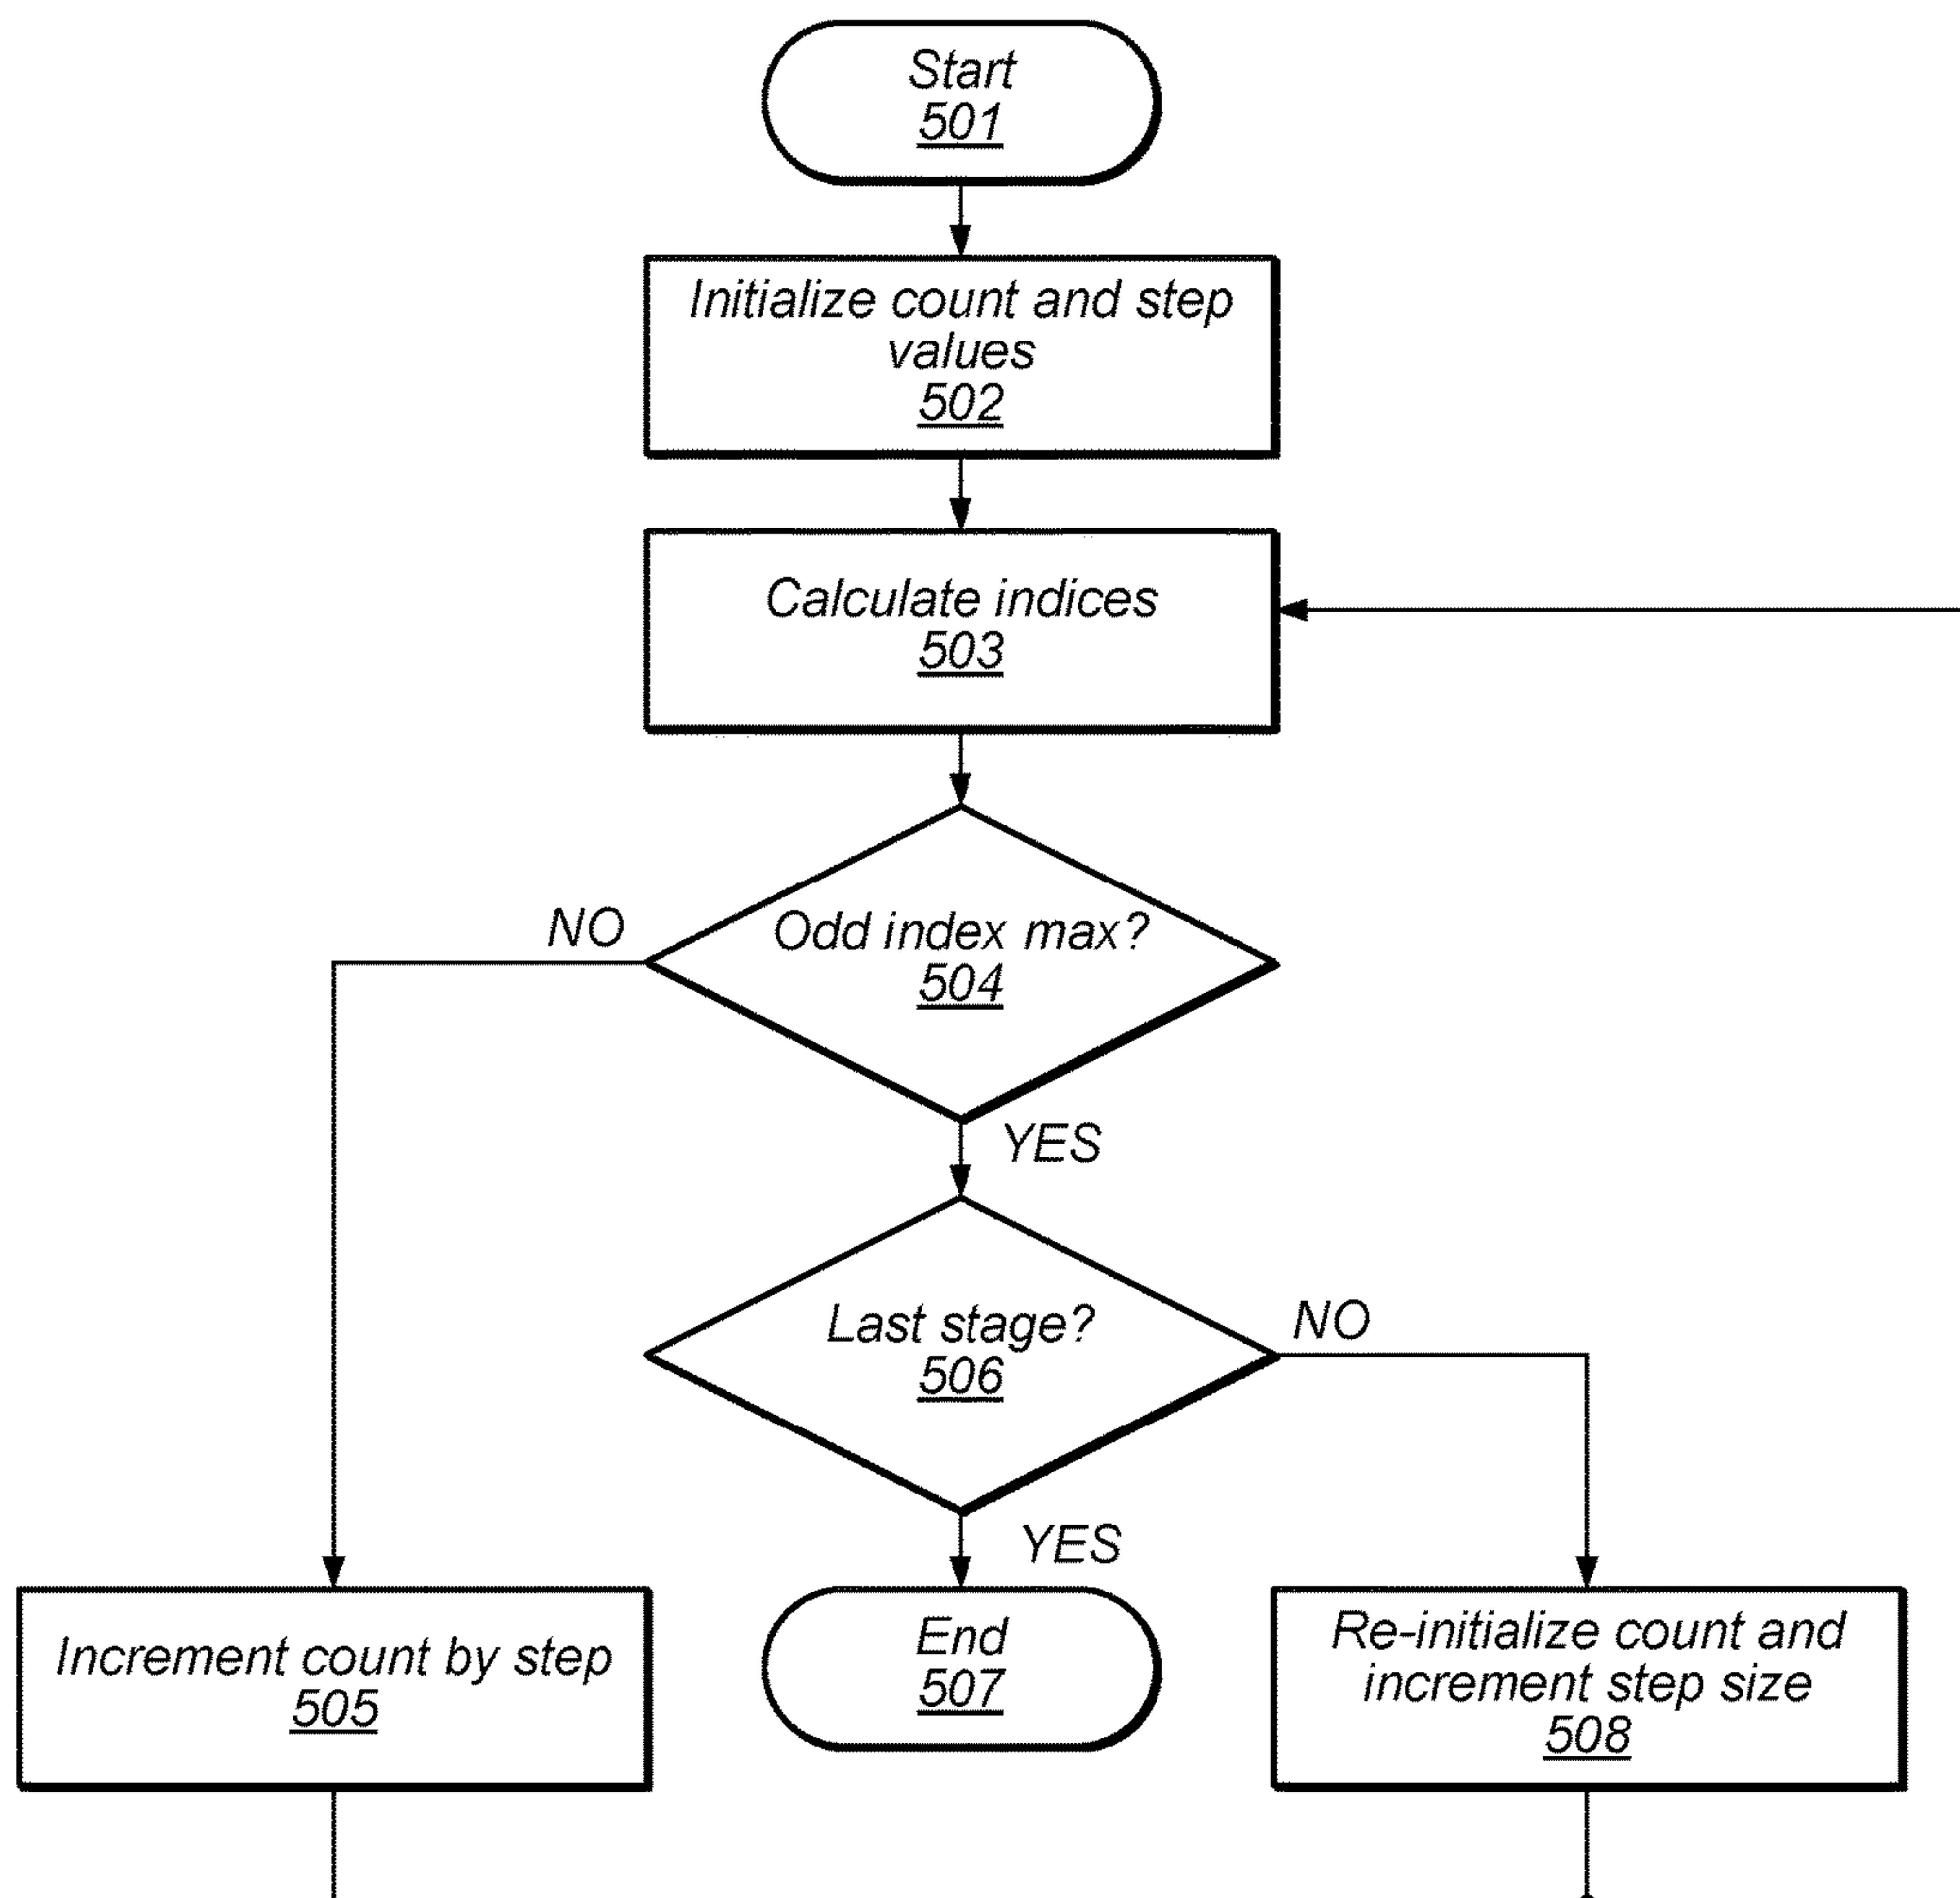 Start
501
Initialize count and step
values
502
Calculate indices
503
NO
Odd index max?
504
YES
Last stage?
506
NO
YES
Increment count by step
505
End
507
Re-initialize count and
increment step size
508